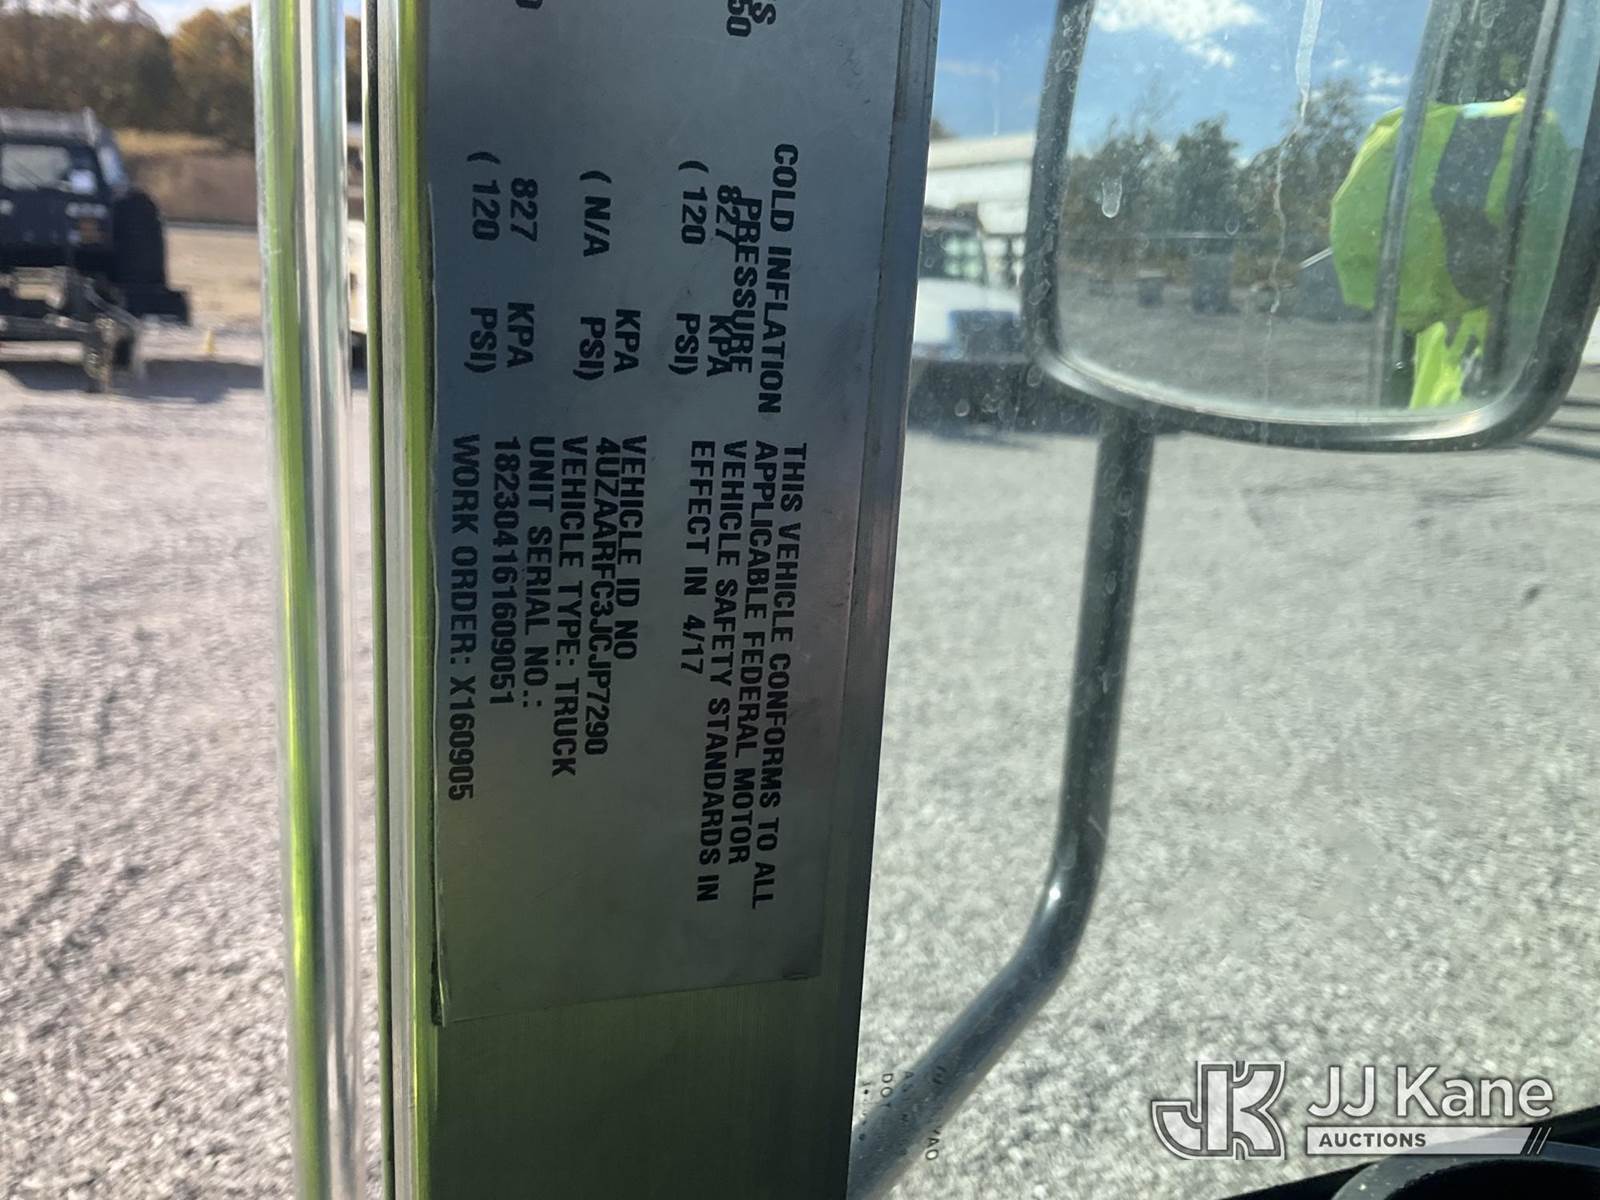 COLD INFLATION
PRESSURE
827 KPA
( 120 PSI)
KPA
( N/A PSI)
827 KPA
( 120 PSI)
THIS VEHICLE CONFORMS TO ALL
APPLICABLE FEDERAL MOTOR
VEHICLE SAFETY STANDARDS IN
EFFECT IN 4/17
VEHICLE ID NO
4UZAARFC3JCJP7290
VEHICLE TYPE: TRUCK
UNIT SERIAL NO.:
182304161609051
WORK ORDER: X160905
JK JJ Kane
AUCTIONS